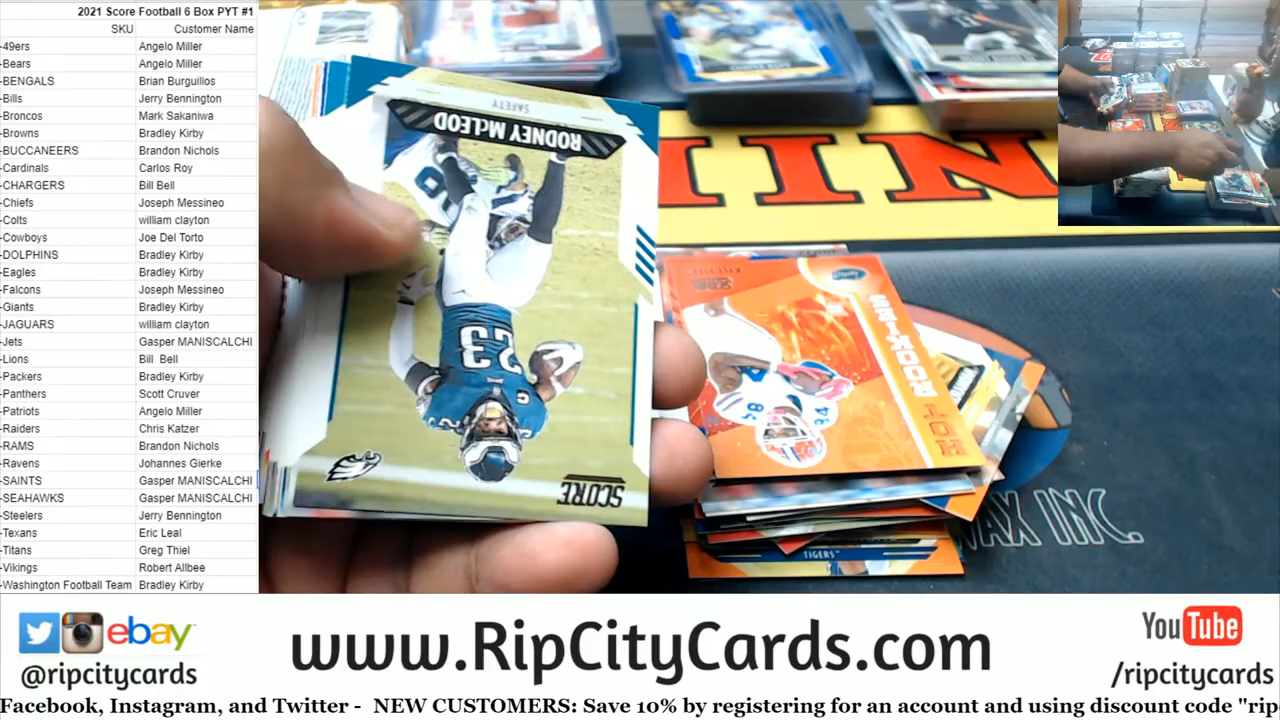 2021 Score Football 6 Box PYT #1
SKU Customer Name
-49ers Angelo Miller
-Bears Angelo Miller
-BENGALS Brian Burguillos
-Bills Jerry Bennington
-Broncos Mark Sakaniwa
-Browns Bradley Kirby
-BUCCANEERS Brandon Nichols
-Cardinals Carlos Roy
-CHARGERS Bill Bell
-Chiefs Joseph Messineo
-Colts william clayton
-Cowboys Joe Del Torto
-DOLPHINS Bradley Kirby
-Eagles Bradley Kirby
-Falcons Joseph Messineo
-Giants Bradley Kirby
-JAGUARS william clayton
-Jets Gasper MANISCALCHI
-Lions Bill Bell
-Packers Bradley Kirby
-Panthers Scott Cruver
-Patriots Angelo Miller
-Raiders Chris Katzer
-RAMS Brandon Nichols
-Ravens Johannes Gierke
-SAINTS Gasper MANISCALCHI
-SEAHAWKS Gasper MANISCALCHI
-Steelers Jerry Bennington
-Texans Eric Leal
-Titans Greg Thiel
-Vikings Robert Allbee
-Washington Football Team Bradley Kirby
SAFETY
RODNEY McLEOD
23
C
SCORE
ININ
SCORE
HOT ROOKIES
84
84
TIGERS
WAX INC.
ebay
@ripcitycards
www.RipCityCards.com
YouTube
/ripcitycards
Facebook, Instagram, and Twitter - NEW CUSTOMERS: Save 10% by registering for an account and using discount code "rip